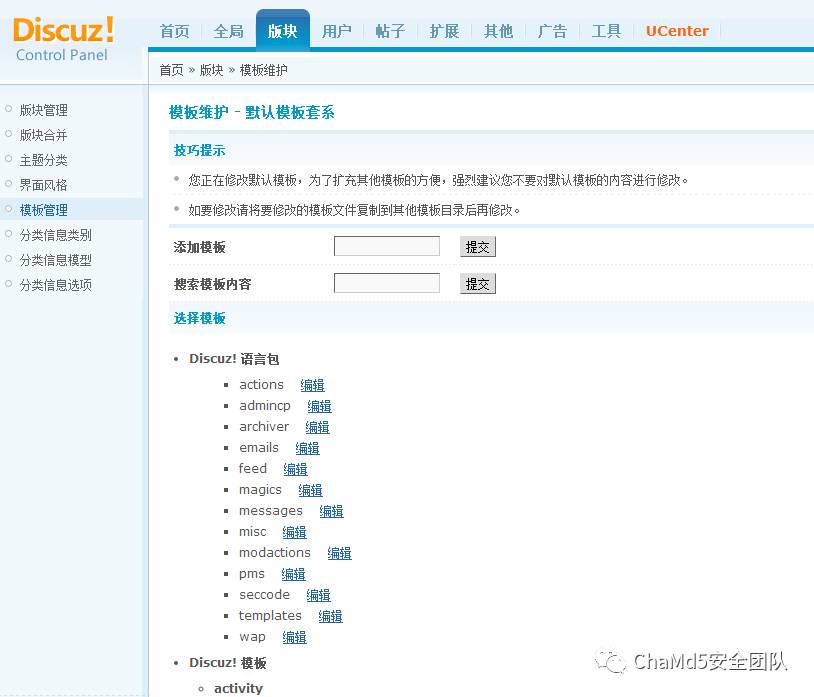 Discuz!
Control Panel
首页 全局 版块 用户 帖子 扩展 其他 广告 工具 UCenter
首页 » 版块 » 模板维护
版块管理
版块合并
主题分类
界面风格
模板管理
分类信息类别
分类信息模型
分类信息选项
模板维护 - 默认模板套系
技巧提示
您正在修改默认模板，为了扩充其他模板的方便，强烈建议您不要对默认模板的内容进行修改。
如要修改请将要修改的模板文件复制到其他模板目录后再修改。
添加模板 提交
搜索模板内容 提交
选择模板
Discuz! 语言包
actions 编辑
admincp 编辑
archiver 编辑
emails 编辑
feed 编辑
magics 编辑
messages 编辑
misc 编辑
modactions 编辑
pms 编辑
seccode 编辑
templates 编辑
wap 编辑
Discuz! 模板
activity
ChaMd5安全团队